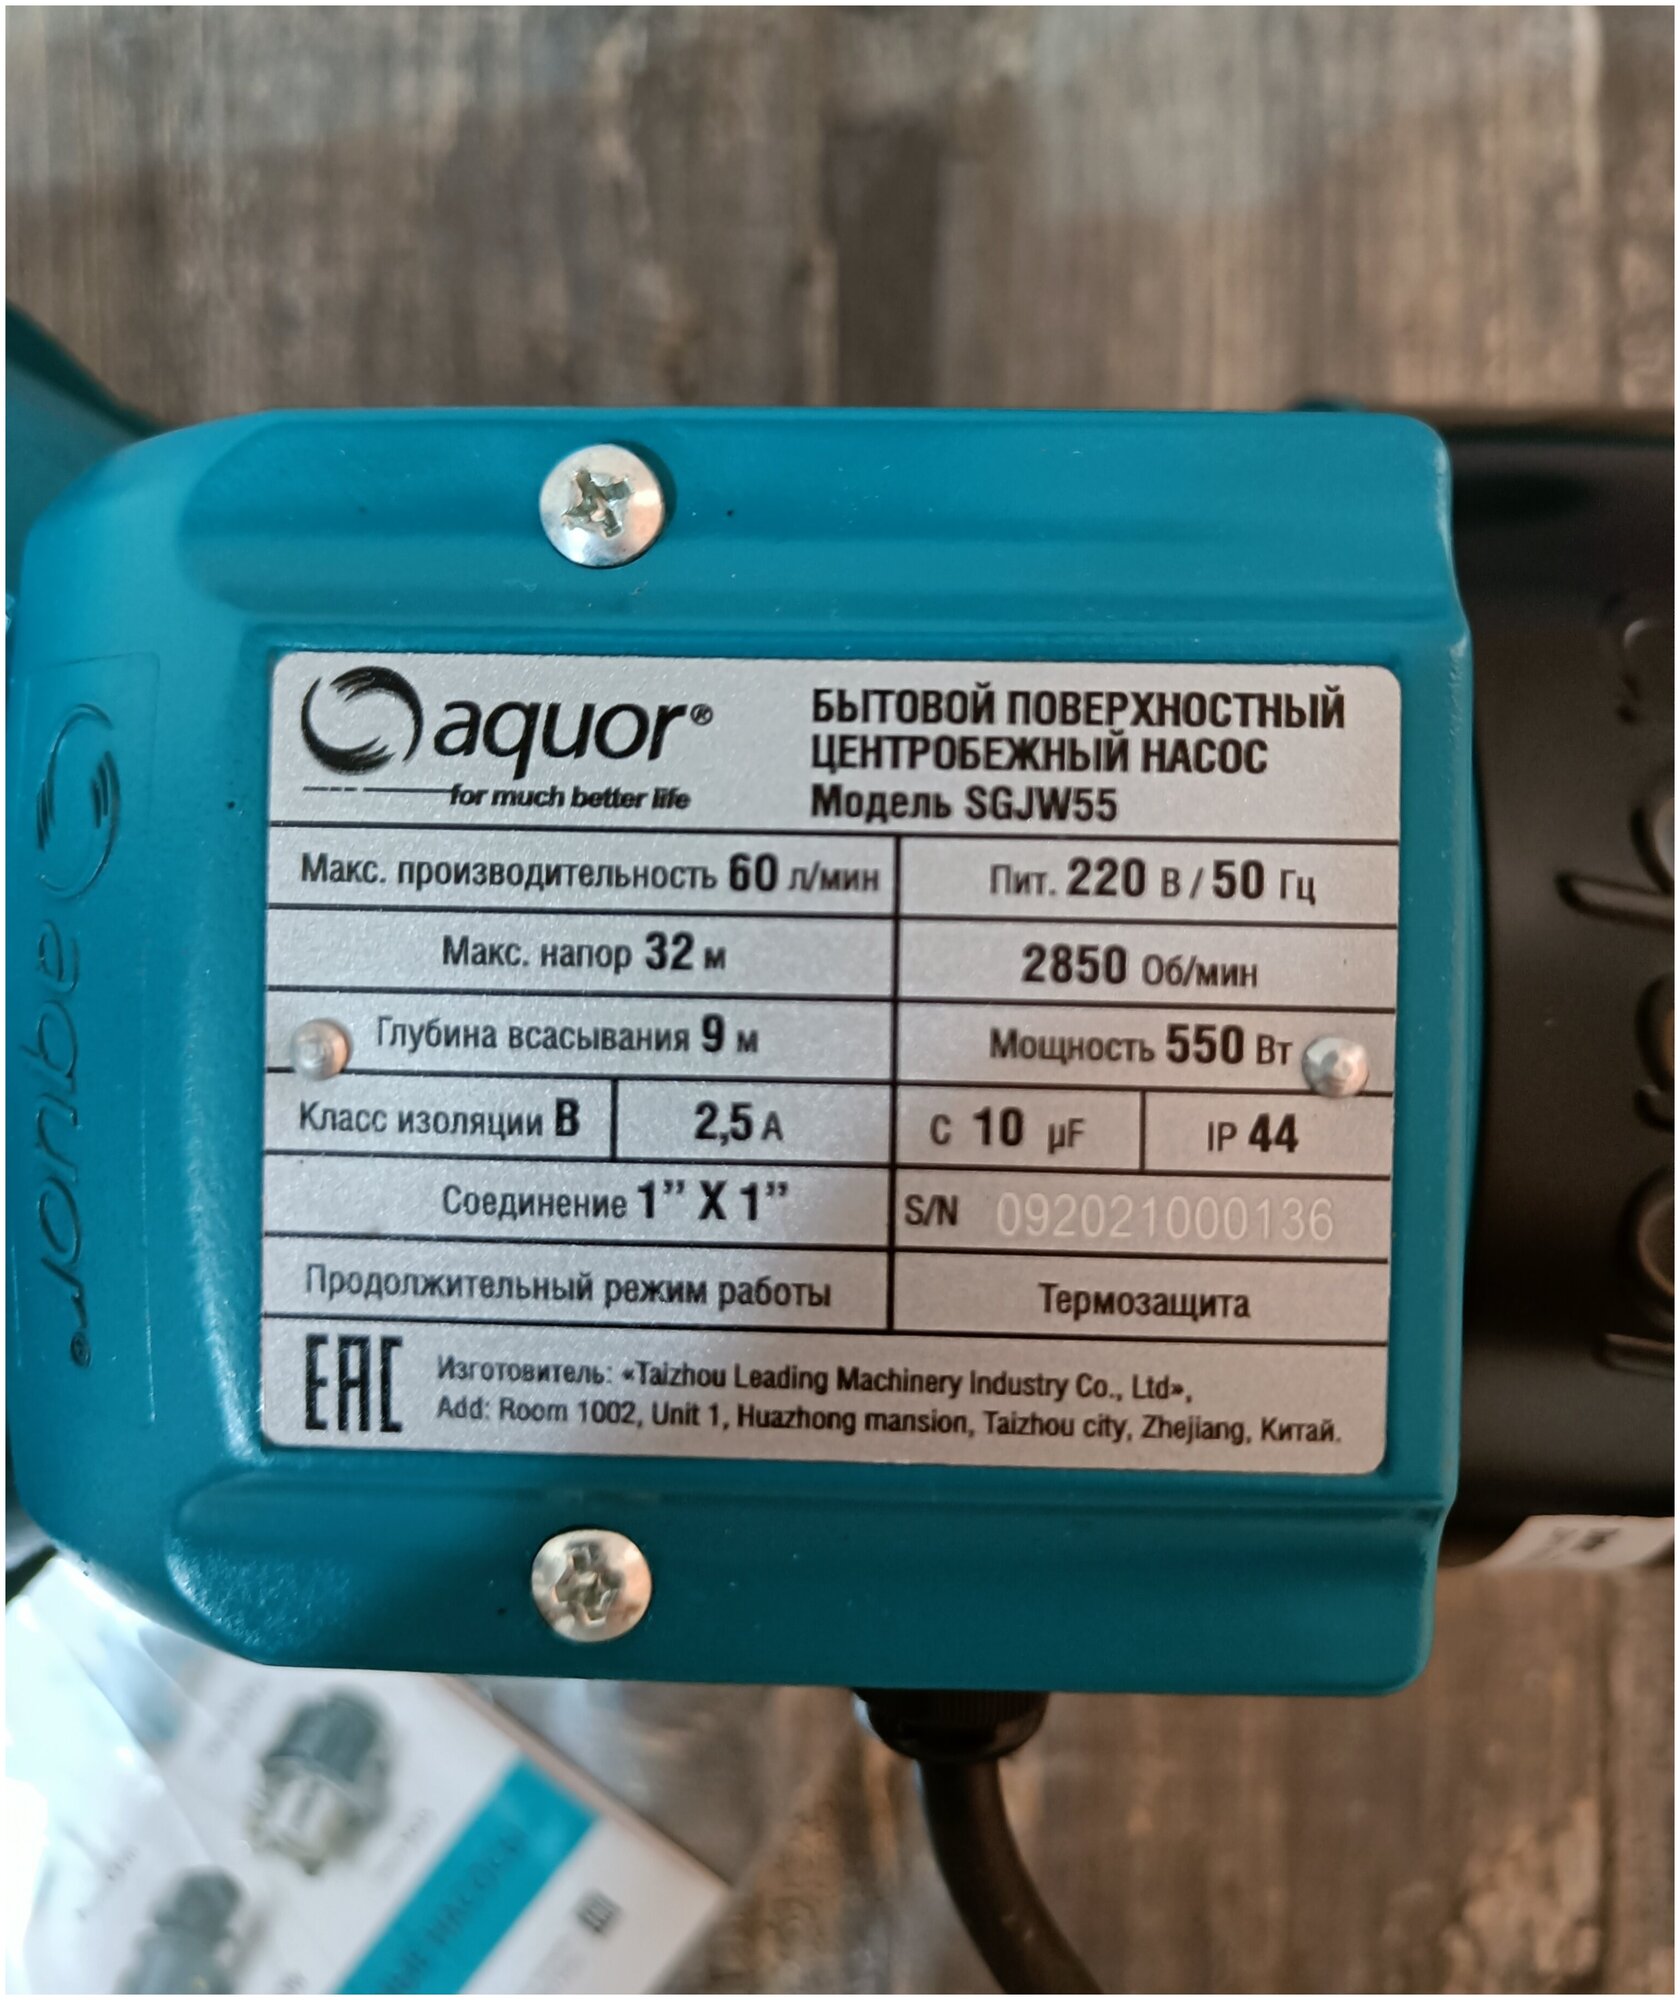 aquor®
for much better life
БЫТОВОЙ ПОВЕРХНОСТНЫЙ
ЦЕНТРОБЕЖНЫЙ НАСОС
Модель SGJW55
Макс. производительность 60 л/мин
Пит. 220 В / 50 Гц
Макс. напор 32 м
2850 Об/мин
Глубина всасывания 9 м
Мощность 550 Вт
Класс изоляции В
2,5 А
C 10 µF
IP 44
Соединение 1” X 1”
S/N 092021000136
Продолжительный режим работы
Термозащита
EAC
Изготовитель: «Taizhou Leading Machinery Industry Co., Ltd»,
Add: Room 1002, Unit 1, Huazhong mansion, Taizhou city, Zhejiang, Китай.
aquor®